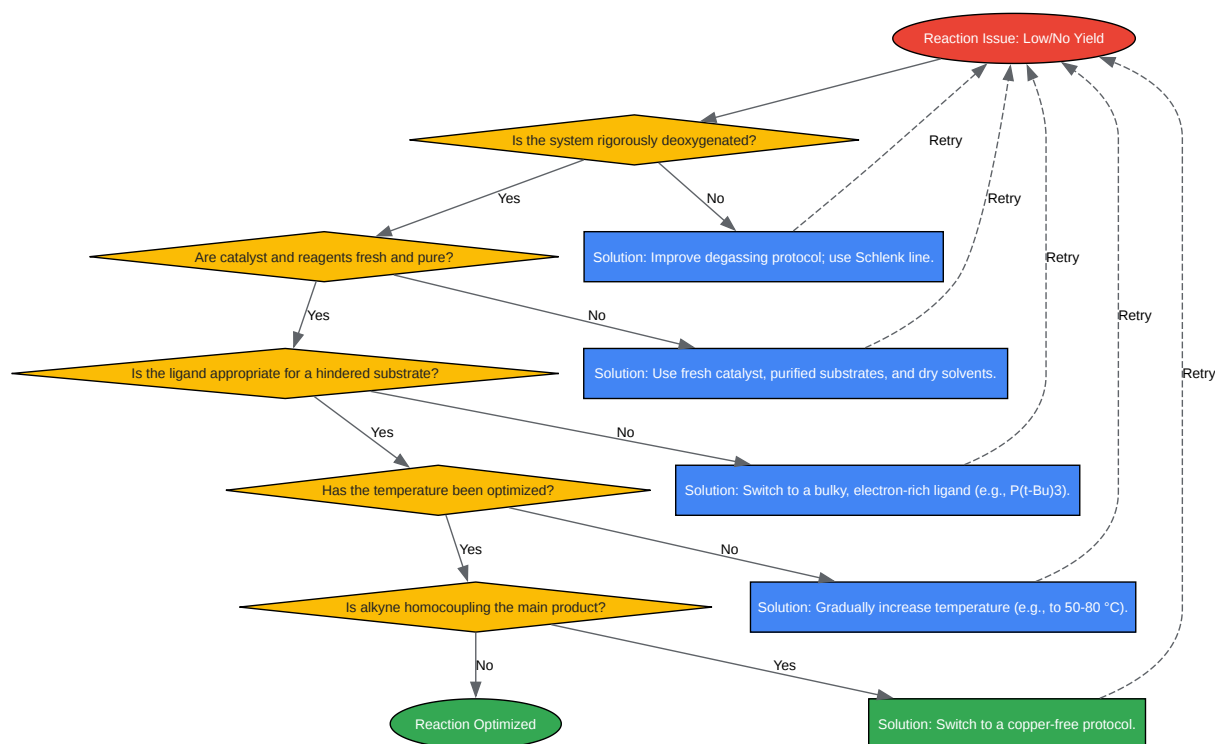 Reaction Issue: Low/No Yield
Is the system rigorously deoxygenated?
Retry
Yes
No
Retry
Are catalyst and reagents fresh and pure?
Solution: Improve degassing protocol; use Schlenk line.
Retry
Yes
No
Retry
Is the ligand appropriate for a hindered substrate?
Solution: Use fresh catalyst, purified substrates, and dry solvents.
Retry
Yes
No
Has the temperature been optimized?
Solution: Switch to a bulky, electron-rich ligand (e.g., P(t-Bu)3).
Yes
No
Is alkyne homocoupling the main product?
Solution: Gradually increase temperature (e.g., to 50-80 °C).
No
Yes
Reaction Optimized
Solution: Switch to a copper-free protocol.